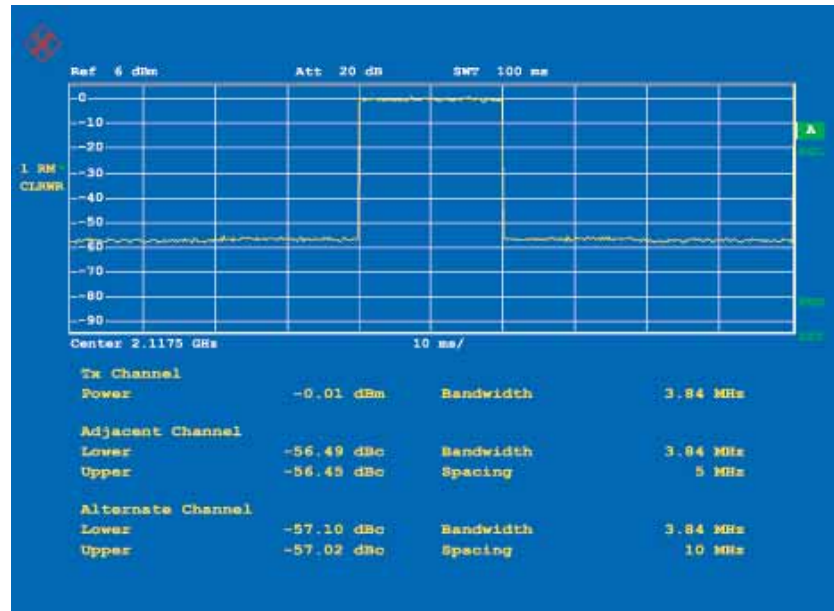 Ref 6 dBm Att 20 dB SWT 100 ms
0
-10
A
-20
1 RM
-30
CLRWR
-40
-50
-60
-70
-80
-90
Center 2.1175 GHz 10 ms/
Tx Channel
Power -0.01 dBm Bandwidth 3.84 MHz
Adjacent Channel
Lower -56.49 dBc Bandwidth 3.84 MHz
Upper -56.45 dBc Spacing 5 MHz
Alternate Channel
Lower -57.10 dBc Bandwidth 3.84 MHz
Upper -57.02 dBc Spacing 10 MHz